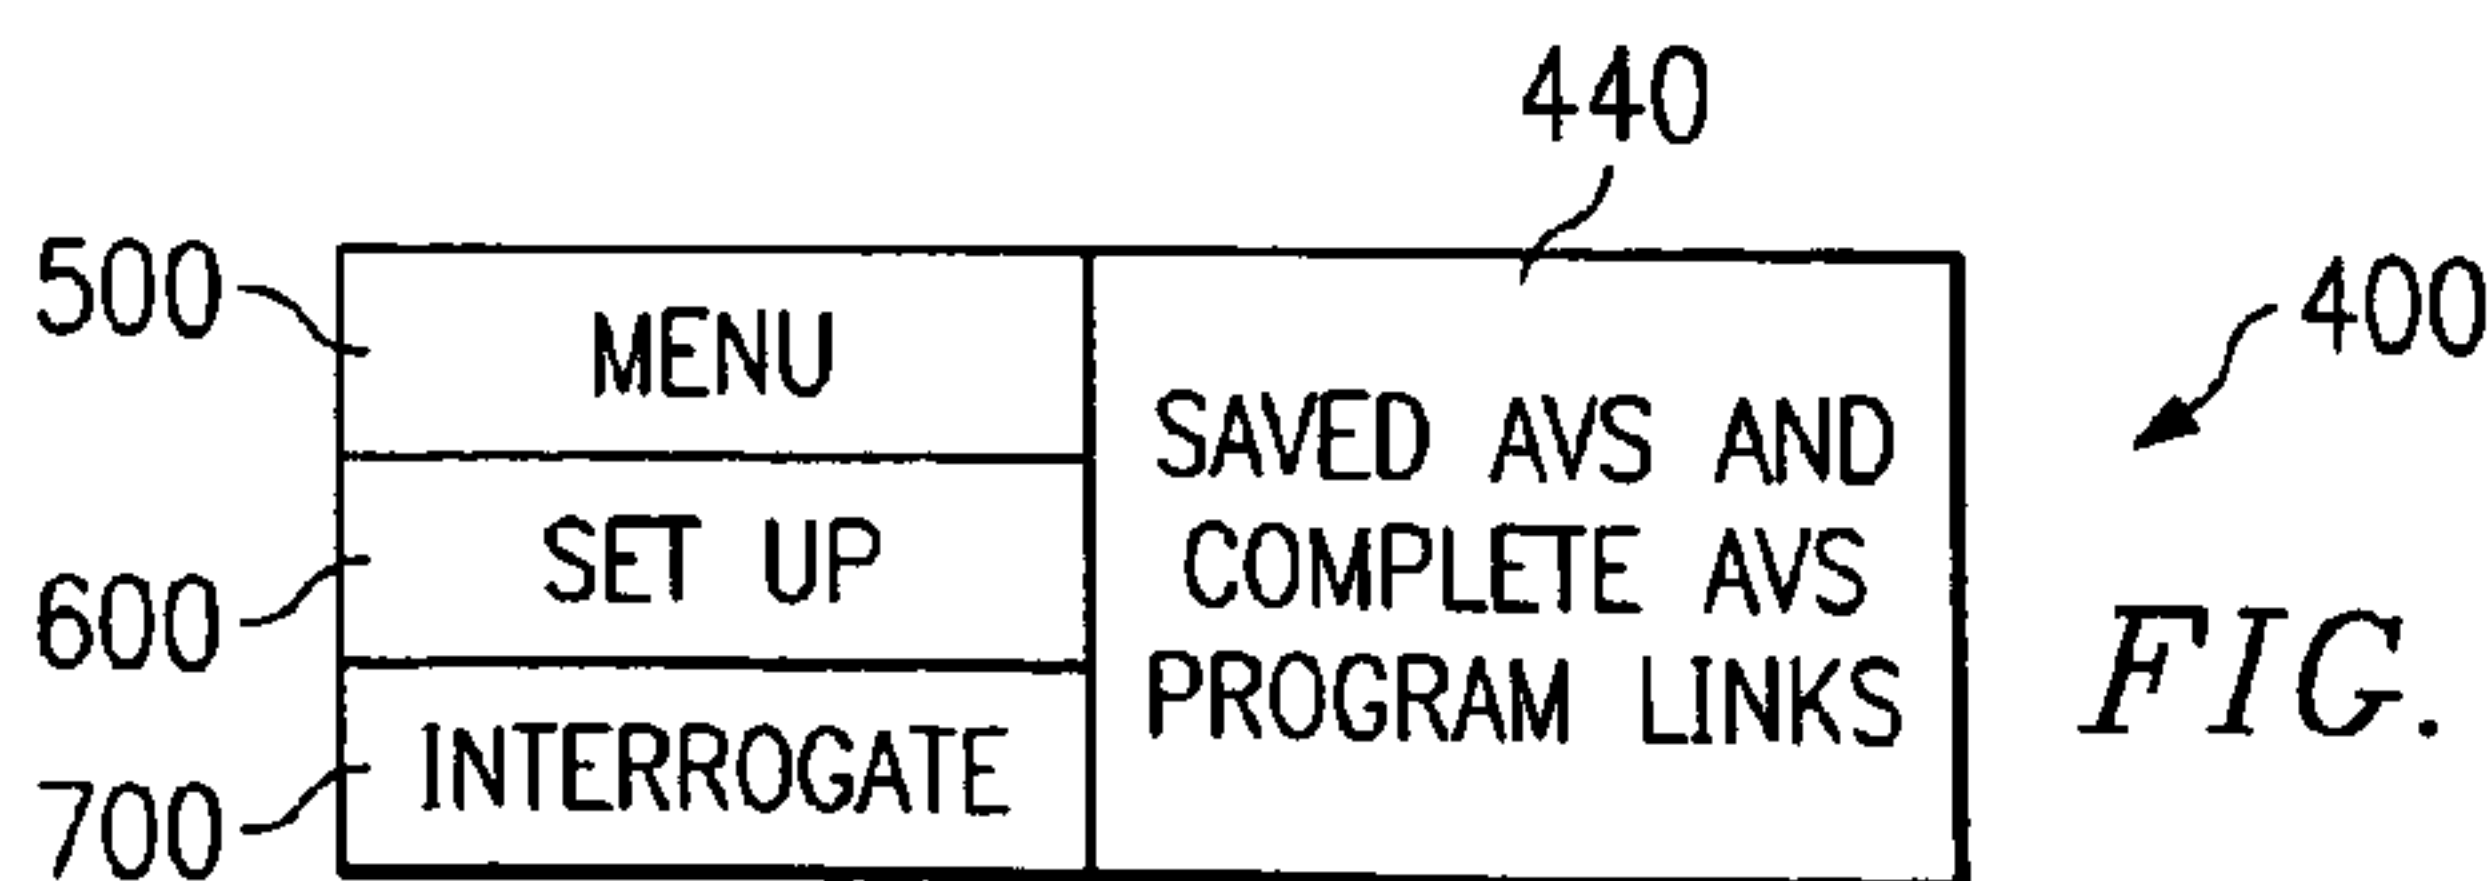 440
500
MENU
400
SAVED AVS AND
COMPLETE AVS
PROGRAM LINKS
600
SET UP
FIG.
700
INTERROGATE